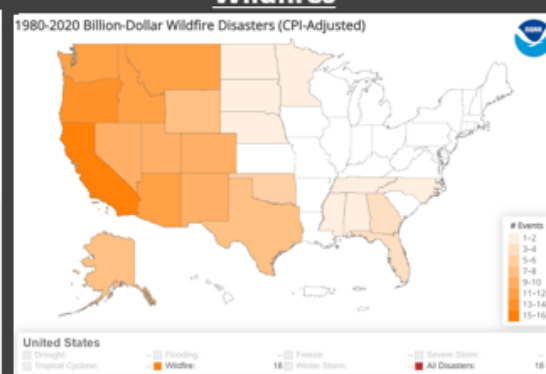 Wildfires
1980-2020 Billion-Dollar Wildfire Disasters (CPI-Adjusted)
NOAA
# Events
1-2
3-4
5-6
7-8
9-10
11-12
13-14
15-16
United States
Drought: -- Flooding: -- Freeze: -- Severe Storm: --
Tropical Cyclone: -- Wildfire: 18 Winter Storm: -- All Disasters: 18